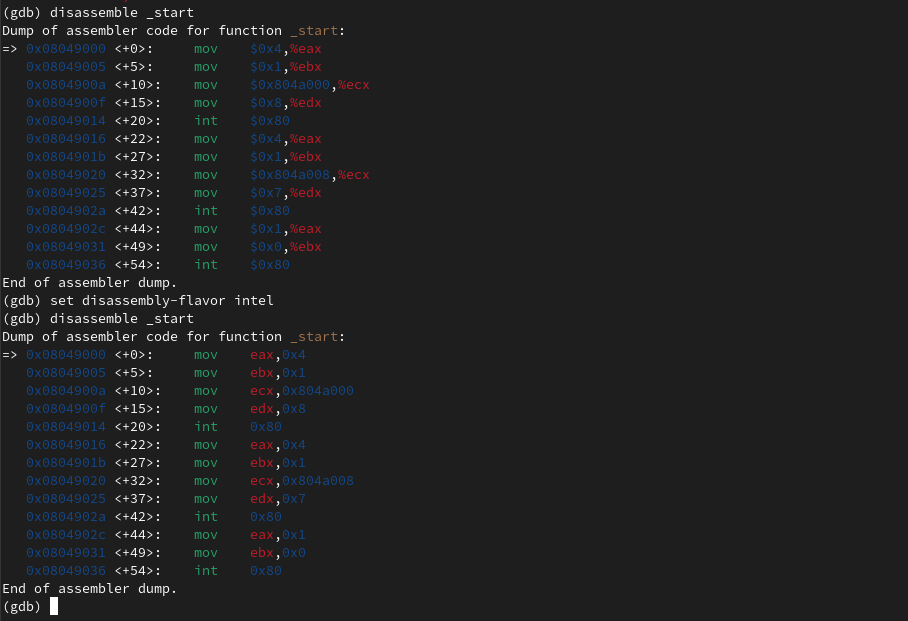 (gdb) disassemble _start
Dump of assembler code for function _start:
=> 0x08049000 <+0>:     mov    $0x4,%eax
   0x08049005 <+5>:     mov    $0x1,%ebx
   0x0804900a <+10>:    mov    $0x804a000,%ecx
   0x0804900f <+15>:    mov    $0x8,%edx
   0x08049014 <+20>:    int    $0x80
   0x08049016 <+22>:    mov    $0x4,%eax
   0x0804901b <+27>:    mov    $0x1,%ebx
   0x08049020 <+32>:    mov    $0x804a008,%ecx
   0x08049025 <+37>:    mov    $0x7,%edx
   0x0804902a <+42>:    int    $0x80
   0x0804902c <+44>:    mov    $0x1,%eax
   0x08049031 <+49>:    mov    $0x0,%ebx
   0x08049036 <+54>:    int    $0x80
End of assembler dump.
(gdb) set disassembly-flavor intel
(gdb) disassemble _start
Dump of assembler code for function _start:
=> 0x08049000 <+0>:     mov    eax,0x4
   0x08049005 <+5>:     mov    ebx,0x1
   0x0804900a <+10>:    mov    ecx,0x804a000
   0x0804900f <+15>:    mov    edx,0x8
   0x08049014 <+20>:    int    0x80
   0x08049016 <+22>:    mov    eax,0x4
   0x0804901b <+27>:    mov    ebx,0x1
   0x08049020 <+32>:    mov    ecx,0x804a008
   0x08049025 <+37>:    mov    edx,0x7
   0x0804902a <+42>:    int    0x80
   0x0804902c <+44>:    mov    eax,0x1
   0x08049031 <+49>:    mov    ebx,0x0
   0x08049036 <+54>:    int    0x80
End of assembler dump.
(gdb)